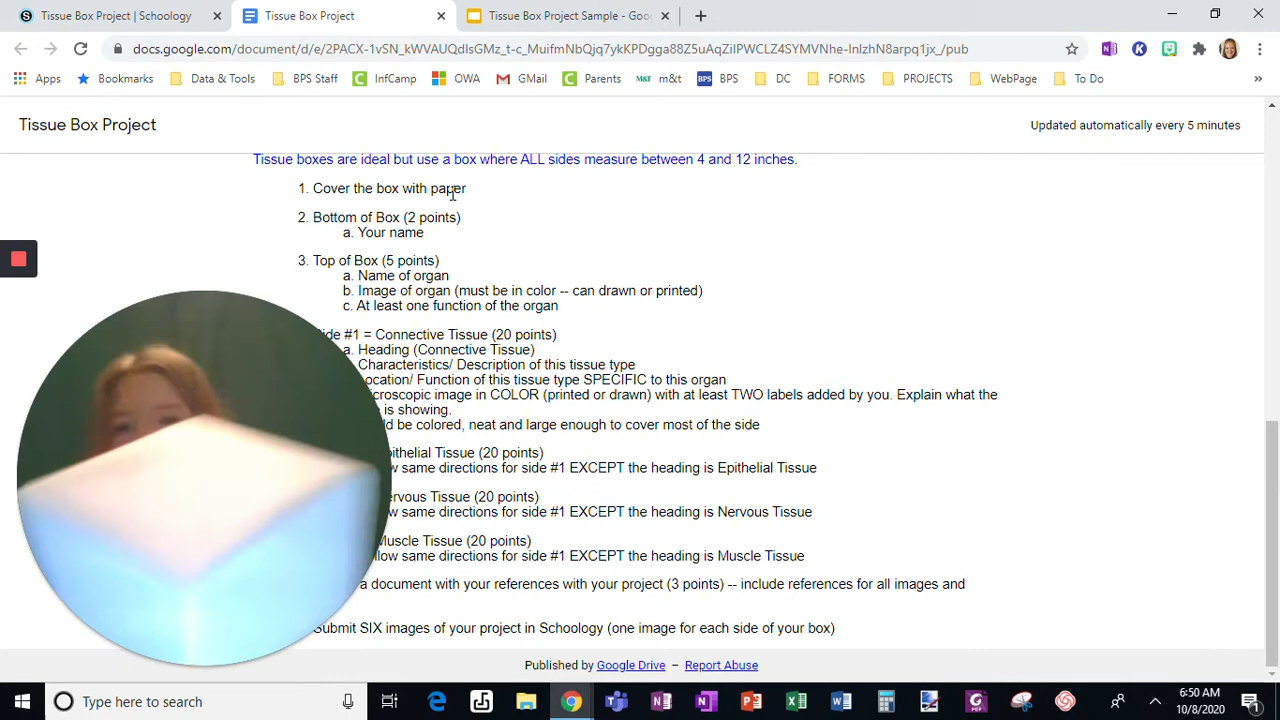 Tissue Box Project | Schoology
Tissue Box Project
Tissue Box Project Sample - Goo
docs.google.com/document/d/e/2PACX-1vSN_kWVAUQdIsGMz_t-c_MuifmNbQjq7ykKPDgga88Z5uAqZiIPWCLZ4SYMVNhe-lnIzhN8arpq1jx_/pub
Apps
Bookmarks
Data & Tools
BPS Staff
InfCamp
OWA
GMail
Parents
m&t
BPS
DC
FORMS
PROJECTS
WebPage
To Do
Tissue Box Project
Updated automatically every 5 minutes
Tissue boxes are ideal but use a box where ALL sides measure between 4 and 12 inches.
1. Cover the box with paper
2. Bottom of Box (2 points)
a. Your name
3. Top of Box (5 points)
a. Name of organ
b. Image of organ (must be in color -- can drawn or printed)
c. At least one function of the organ
Side #1 = Connective Tissue (20 points)
a. Heading (Connective Tissue)
Characteristics/ Description of this tissue type
ocation/ Function of this tissue type SPECIFIC to this organ
icroscopic image in COLOR (printed or drawn) with at least TWO labels added by you. Explain what the
is showing.
d be colored, neat and large enough to cover most of the side
ithelial Tissue (20 points)
w same directions for side #1 EXCEPT the heading is Epithelial Tissue
ervous Tissue (20 points)
w same directions for side #1 EXCEPT the heading is Nervous Tissue
Muscle Tissue (20 points)
llow same directions for side #1 EXCEPT the heading is Muscle Tissue
a document with your references with your project (3 points) -- include references for all images and
Submit SIX images of your project in Schoology (one image for each side of your box)
Published by Google Drive – Report Abuse
Type here to search
6:50 AM
10/8/2020